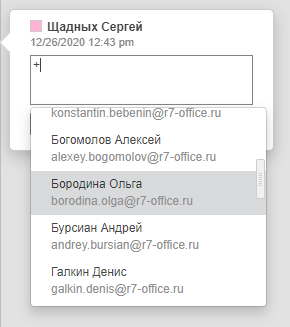 Щадных Сергей
12/26/2020 12:43 pm
+
konstantin.bebenin@r7-office.ru
Богомолов Алексей
alexey.bogomolov@r7-office.ru
Бородина Ольга
borodina.olga@r7-office.ru
Бурсиан Андрей
andrey.bursian@r7-office.ru
Галкин Денис
galkin.denis@r7-office.ru